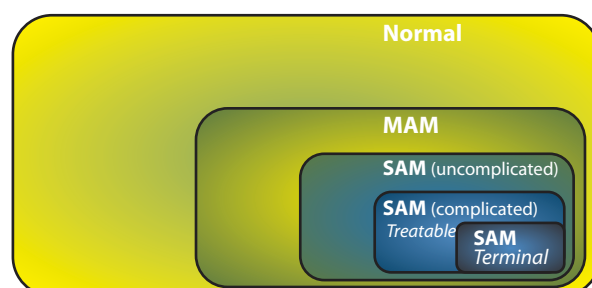 Normal
MAM
SAM (uncomplicated)
SAM (complicated)
Treatable
SAM
Terminal